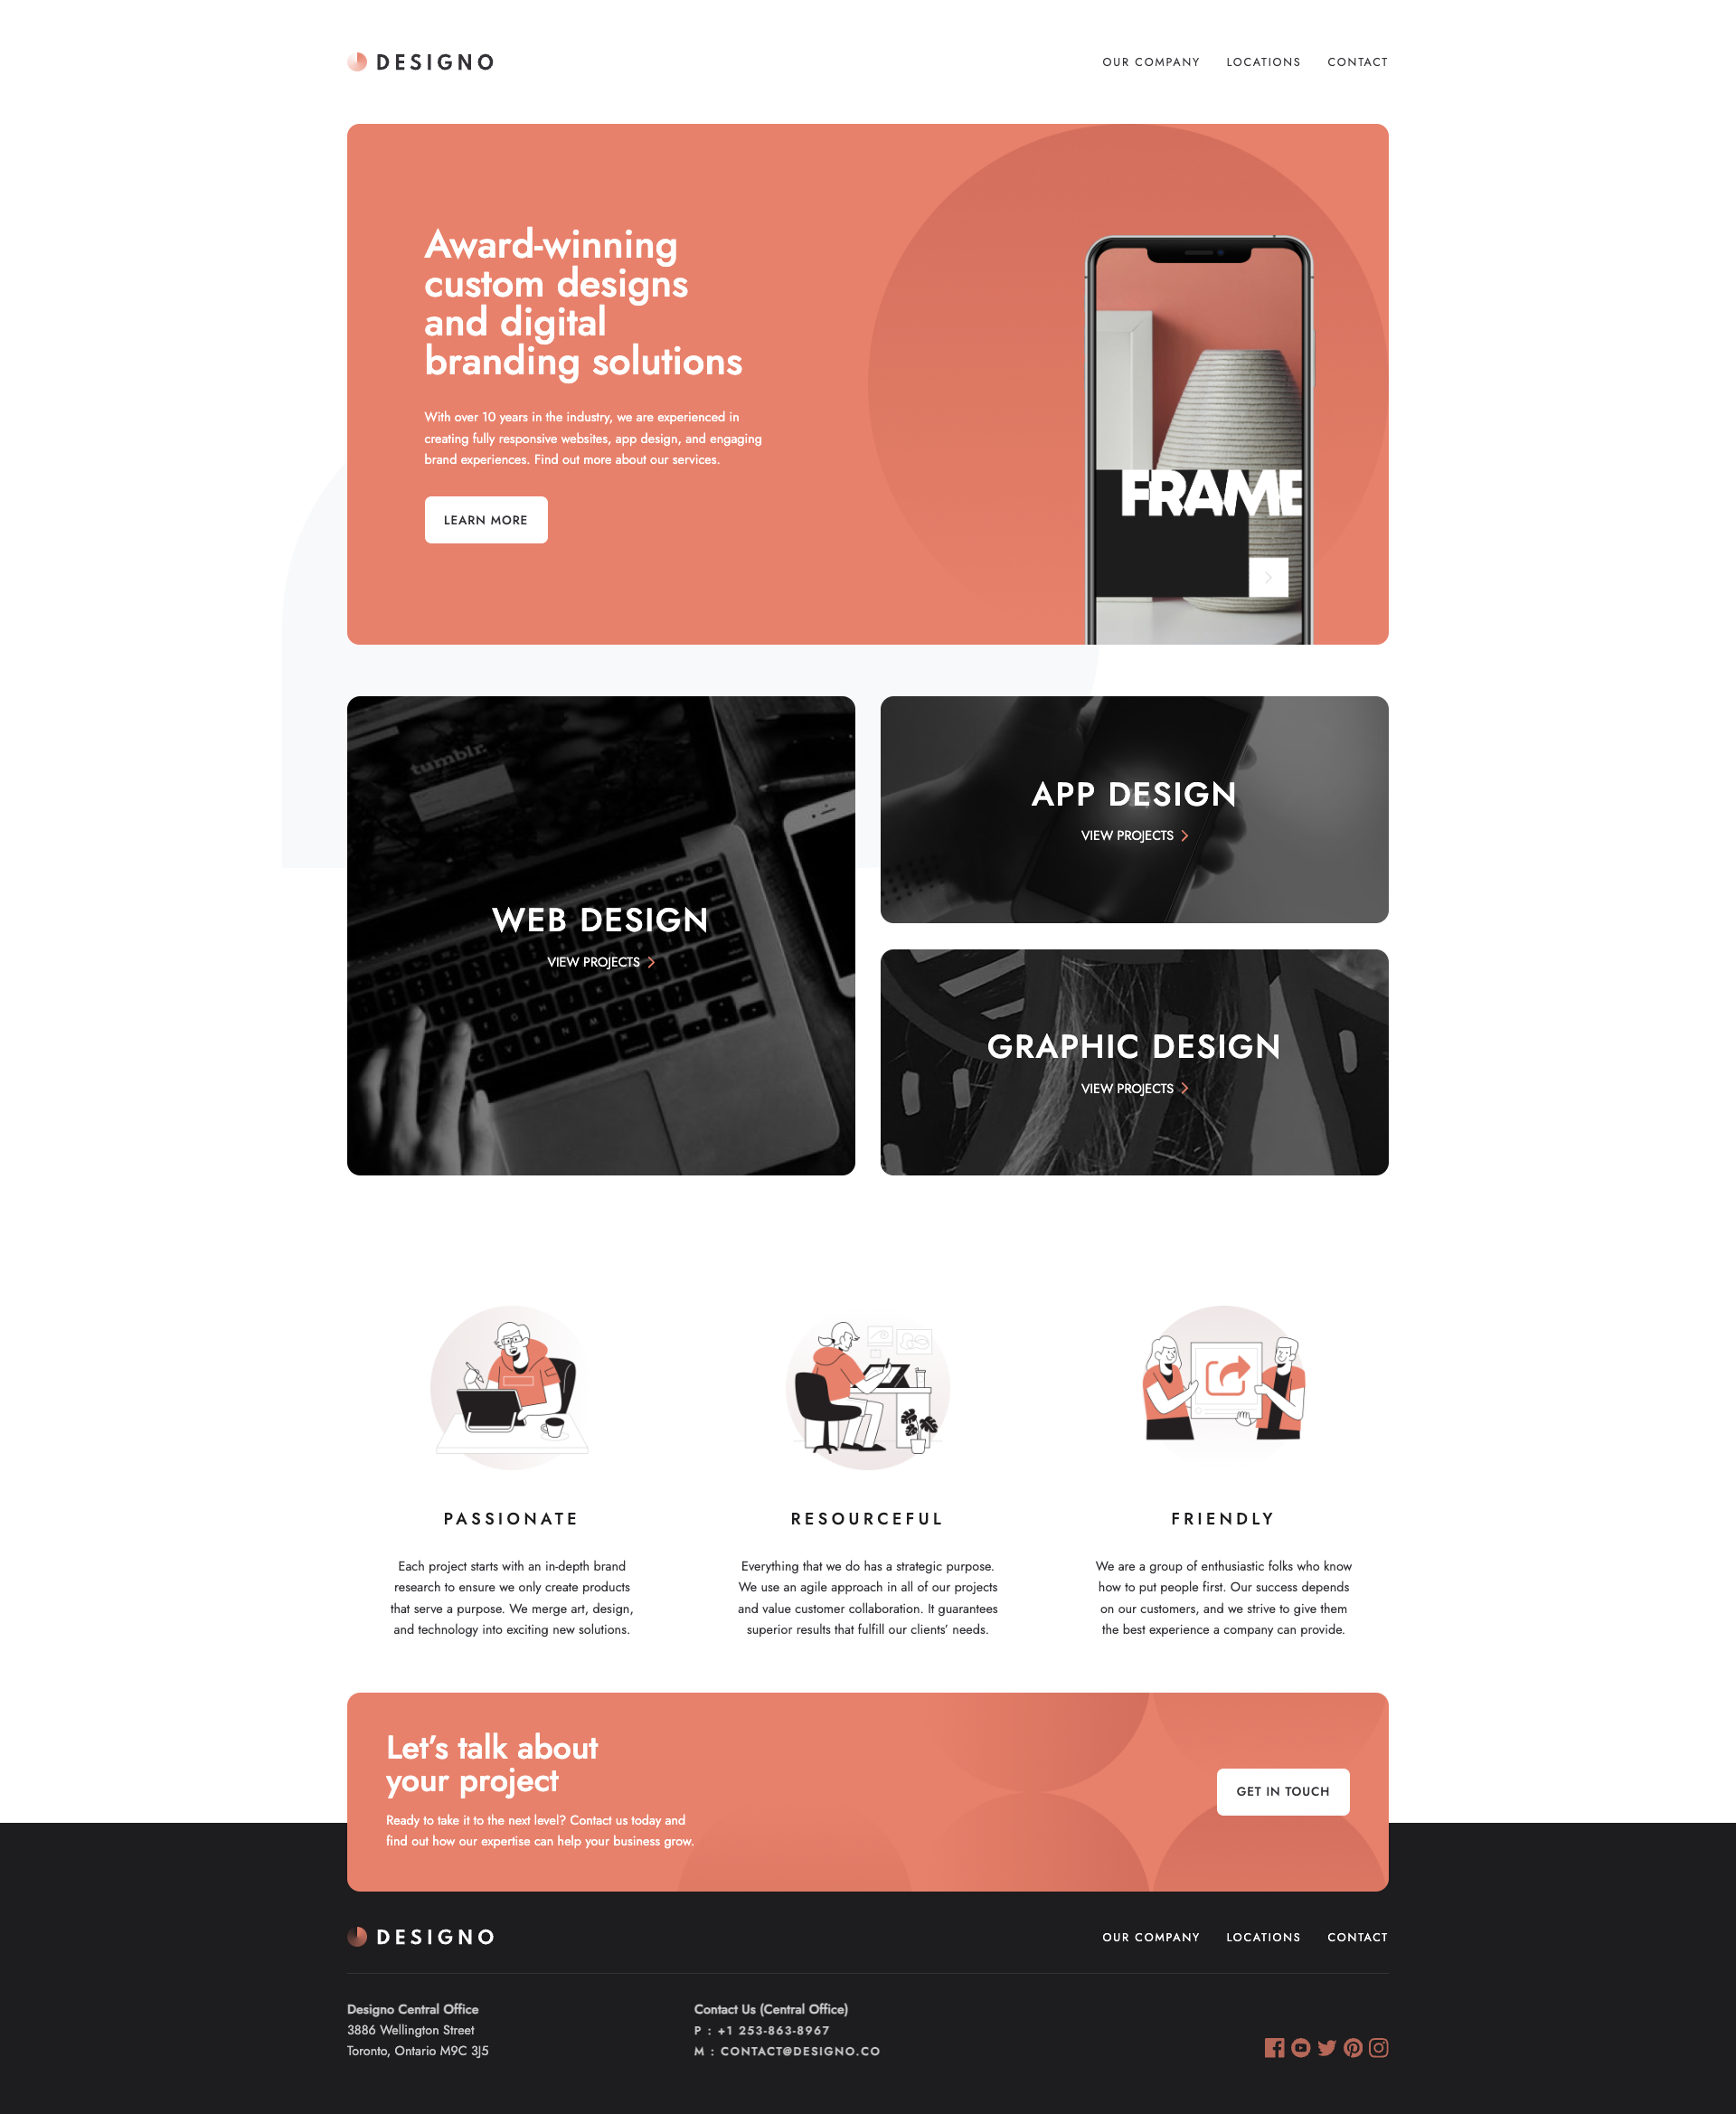 DESIGNO
OUR COMPANY
LOCATIONS
CONTACT
Award-winning
custom designs
and digital
branding solutions
With over 10 years in the industry, we are experienced in
creating fully responsive websites, app design, and engaging
brand experiences. Find out more about our services.
LEARN MORE
FRAME
tumblr.
WEB DESIGN
VIEW PROJECTS
APP DESIGN
VIEW PROJECTS
GRAPHIC DESIGN
VIEW PROJECTS
PASSIONATE
Each project starts with an in-depth brand
research to ensure we only create products
that serve a purpose. We merge art, design,
and technology into exciting new solutions.
RESOURCEFUL
Everything that we do has a strategic purpose.
We use an agile approach in all of our projects
and value customer collaboration. It guarantees
superior results that fulfill our clients’ needs.
FRIENDLY
We are a group of enthusiastic folks who know
how to put people first. Our success depends
on our customers, and we strive to give them
the best experience a company can provide.
Let’s talk about
your project
Ready to take it to the next level? Contact us today and
find out how our expertise can help your business grow.
GET IN TOUCH
DESIGNO
OUR COMPANY
LOCATIONS
CONTACT
Designo Central Office
3886 Wellington Street
Toronto, Ontario M9C 3J5
Contact Us (Central Office)
P : +1 253-863-8967
M : CONTACT@DESIGNO.CO